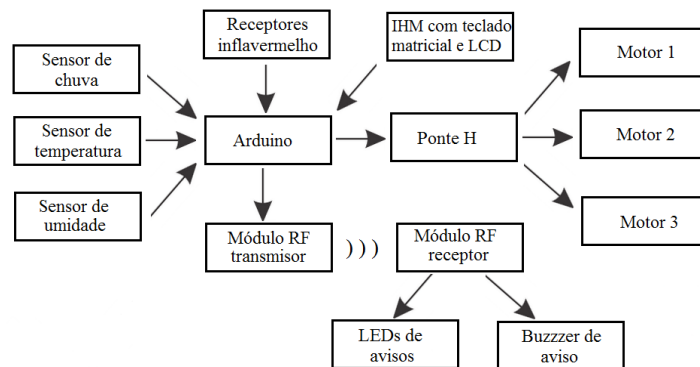 Receptores
inflavermelho
IHM com teclado
matricial e LCD
Motor 1
Sensor de
chuva
Sensor de
temperatura
Arduino
Ponte H
Motor 2
Sensor de
umidade
Motor 3
Módulo RF
transmisor
) ) )
Módulo RF
receptor
LEDs de
avisos
Buzzzer de
aviso